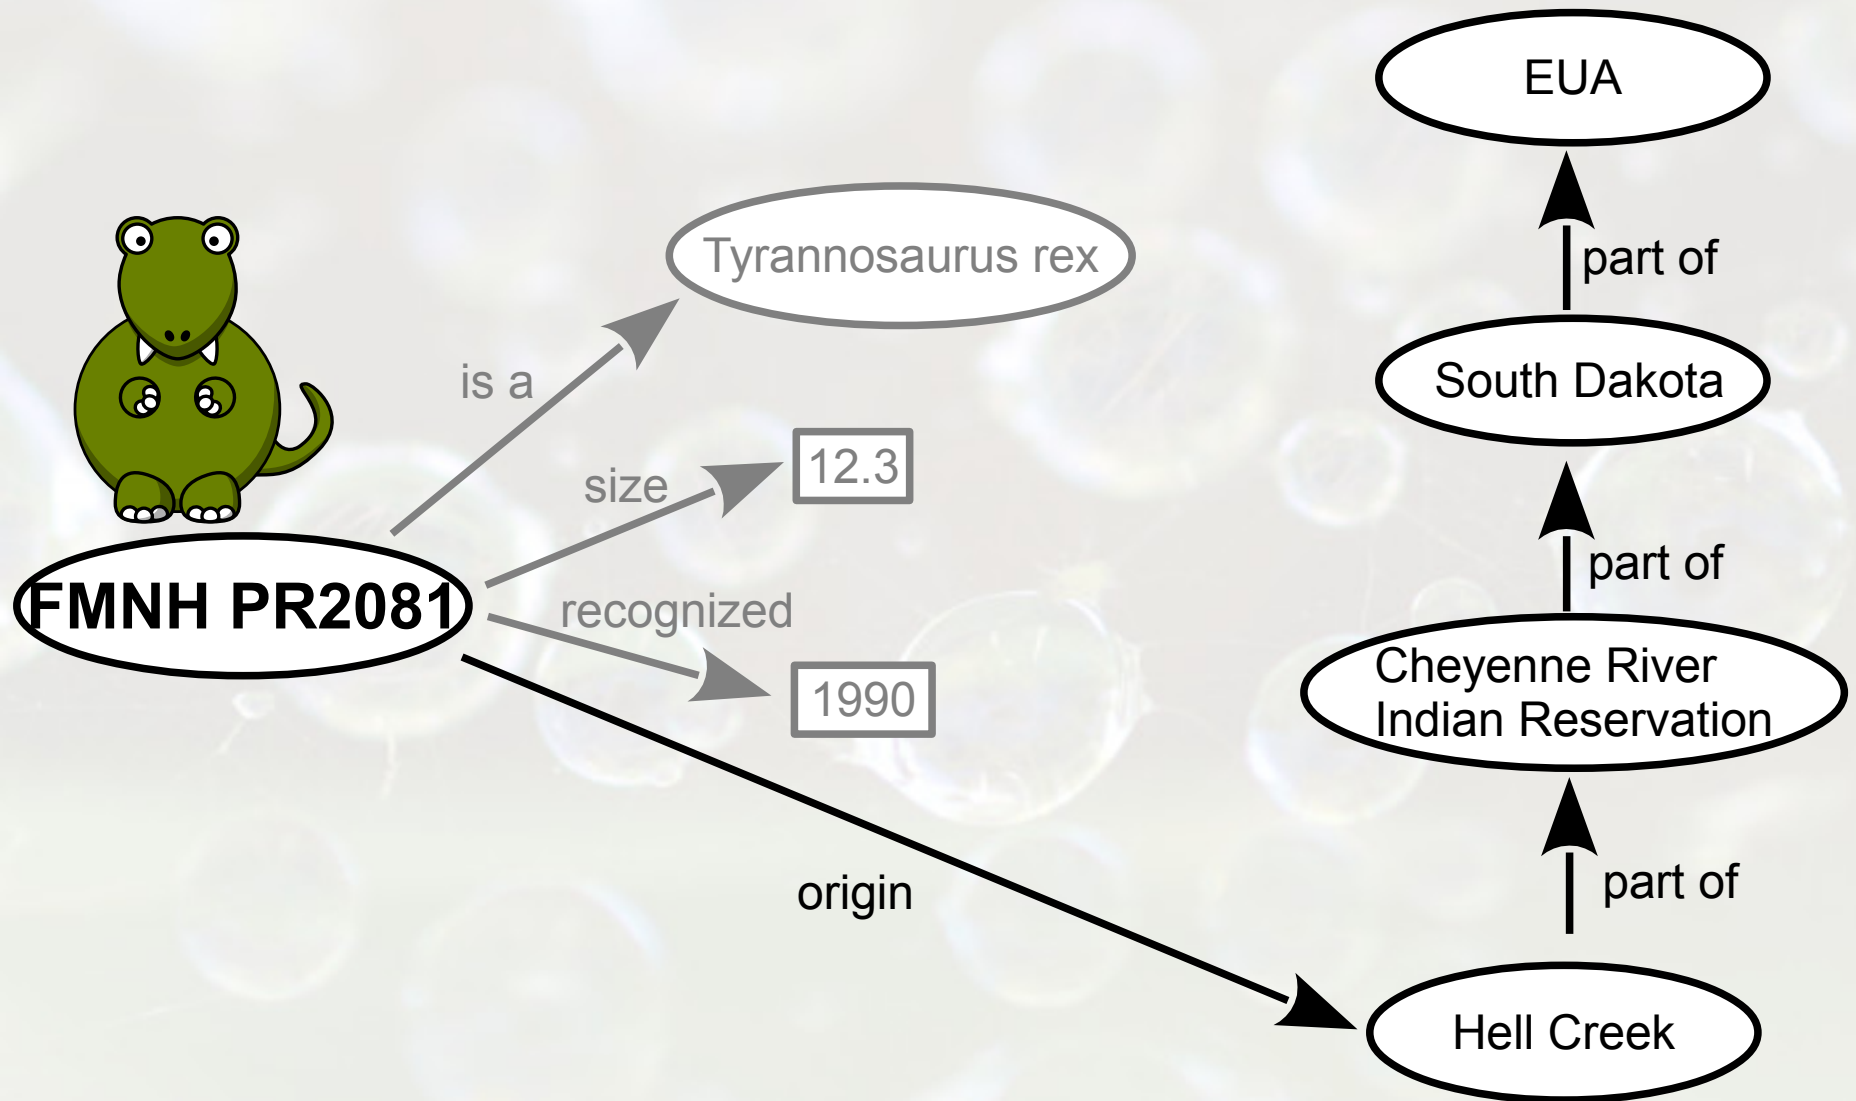 EUA
part of
Tyrannosaurus rex
is a
South Dakota
size
12.3
part of
FMNH PR2081
recognized
1990
Cheyenne River
Indian Reservation
origin
part of
Hell Creek